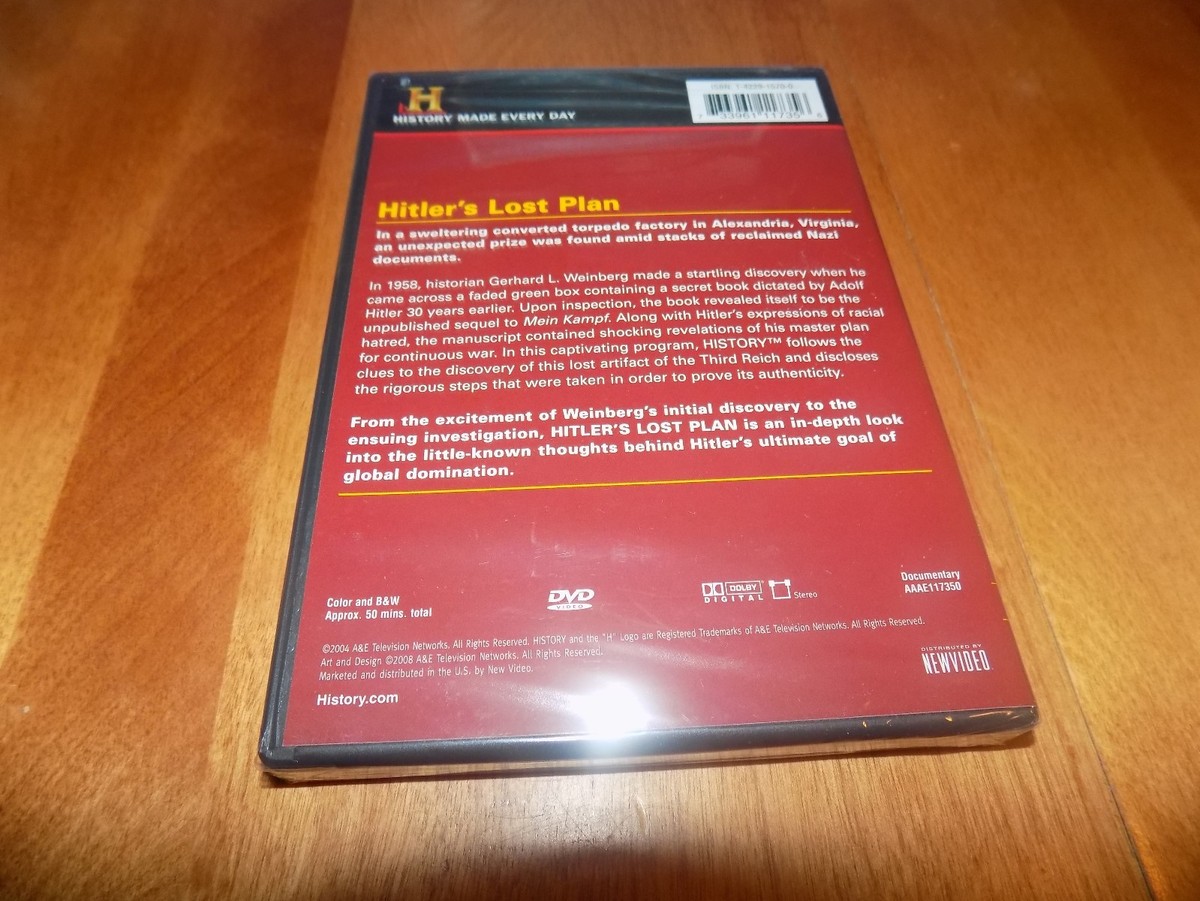 H
HISTORY MADE EVERY DAY
33961 11735
Hitler's Lost Plan
In a sweltering converted torpedo factory in Alexandria, Virginia,
an unexpected prize was found amid stacks of reclaimed Nazi
documents.
In 1958, historian Gerhard L. Weinberg made a startling discovery when he
came across a faded green box containing a secret book dictated by Adolf
Hitler 30 years earlier. Upon inspection, the book revealed itself to be the
unpublished sequel to Mein Kampf. Along with Hitler's expressions of racial
hatred, the manuscript contained shocking revelations of his master plan
for continuous war. In this captivating program, HISTORY™ follows the
clues to the discovery of this lost artifact of the Third Reich and discloses
the rigorous steps that were taken in order to prove its authenticity.
From the excitement of Weinberg's initial discovery to the
ensuing investigation, HITLER'S LOST PLAN is an in-depth look
into the little-known thoughts behind Hitler's ultimate goal of
global domination.
Color and B&W
Approx. 50 mins. total
DVD
VIDEO
DOLBY
DIGITAL
Stereo
Documentary
AAAE117350
©2004 A&E Television Networks. All Rights Reserved. HISTORY and the "H" Logo are Registered Trademarks of A&E Television Networks. All Rights Reserved.
Art and Design ©2008 A&E Television Networks. All Rights Reserved.
Marketed and distributed in the U.S. by New Video.
DISTRIBUTED BY
NEWVIDEO
History.com